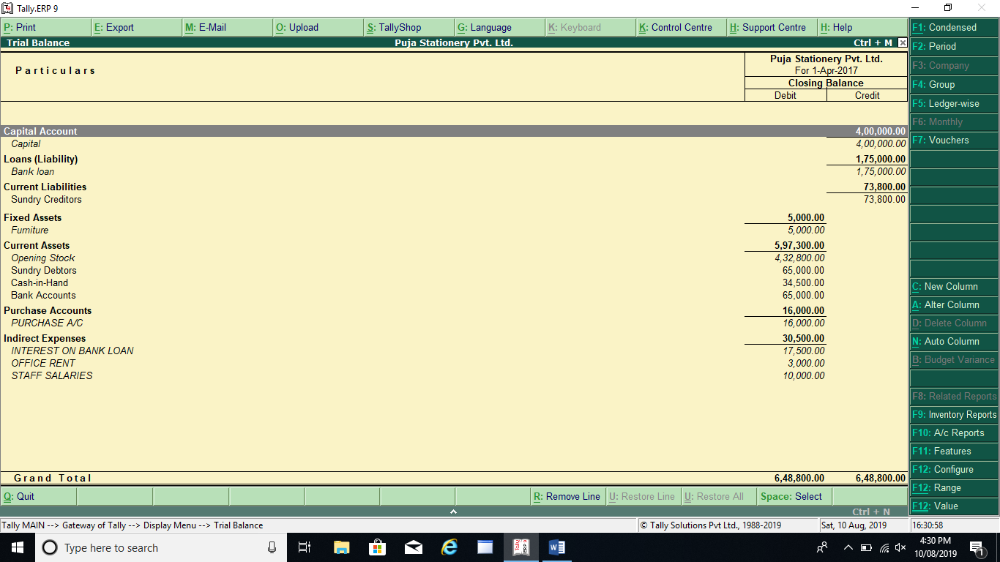 Tally.ERP 9
P: Print E: Export M: E-Mail O: Upload S: TallyShop G: Language K: Keyboard K: Control Centre H: Support Centre H: Help
Trial Balance Puja Stationery Pvt. Ltd. Ctrl + M
Particulars
Puja Stationery Pvt. Ltd.
For 1-Apr-2017
Closing Balance
Debit Credit
Capital Account 4,00,000.00
Capital 4,00,000.00
Loans (Liability) 1,75,000.00
Bank loan 1,75,000.00
Current Liabilities 73,800.00
Sundry Creditors 73,800.00
Fixed Assets 5,000.00
Furniture 5,000.00
Current Assets 5,97,300.00
Opening Stock 4,32,800.00
Sundry Debtors 65,000.00
Cash-in-Hand 34,500.00
Bank Accounts 65,000.00
Purchase Accounts 16,000.00
PURCHASE A/C 16,000.00
Indirect Expenses 30,500.00
INTEREST ON BANK LOAN 17,500.00
OFFICE RENT 3,000.00
STAFF SALARIES 10,000.00
Grand Total 6,48,800.00 6,48,800.00
F1: Condensed
F2: Period
F3: Company
F4: Group
F5: Ledger-wise
F6: Monthly
F7: Vouchers
C: New Column
A: Alter Column
D: Delete Column
N: Auto Column
B: Budget Variance
F8: Related Reports
F9: Inventory Reports
F10: A/c Reports
F11: Features
F12: Configure
F12: Range
F12: Value
Q: Quit R: Remove Line U: Restore Line U: Restore All Space: Select
Ctrl + N
Tally MAIN --> Gateway of Tally --> Display Menu --> Trial Balance © Tally Solutions Pvt Ltd., 1988-2019 Sat, 10 Aug, 2019 16:30:58
Type here to search
Tally ERP 9
W
4:30 PM
10/08/2019
1